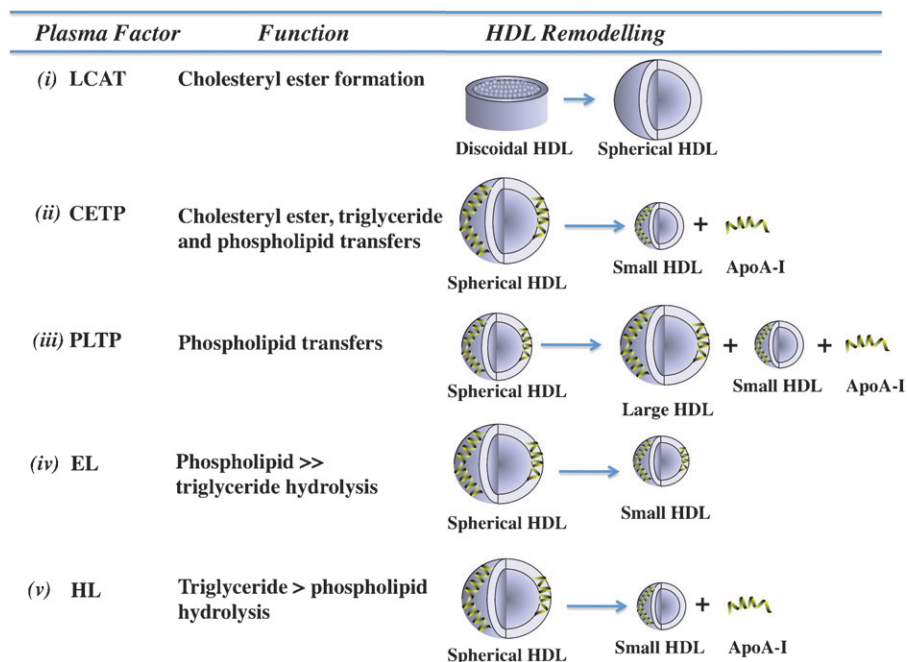 Plasma Factor Function HDL Remodelling
(i) LCAT Cholesteryl ester formation
Discoidal HDL Spherical HDL
(ii) CETP Cholesteryl ester, triglyceride
and phospholipid transfers
+
Spherical HDL Small HDL ApoA-I
(iii) PLTP Phospholipid transfers
+ +
Spherical HDL Large HDL Small HDL ApoA-I
(iv) EL Phospholipid >>
triglyceride hydrolysis
Spherical HDL Small HDL
(v) HL Triglyceride > phospholipid
hydrolysis
+
Spherical HDL Small HDL ApoA-I